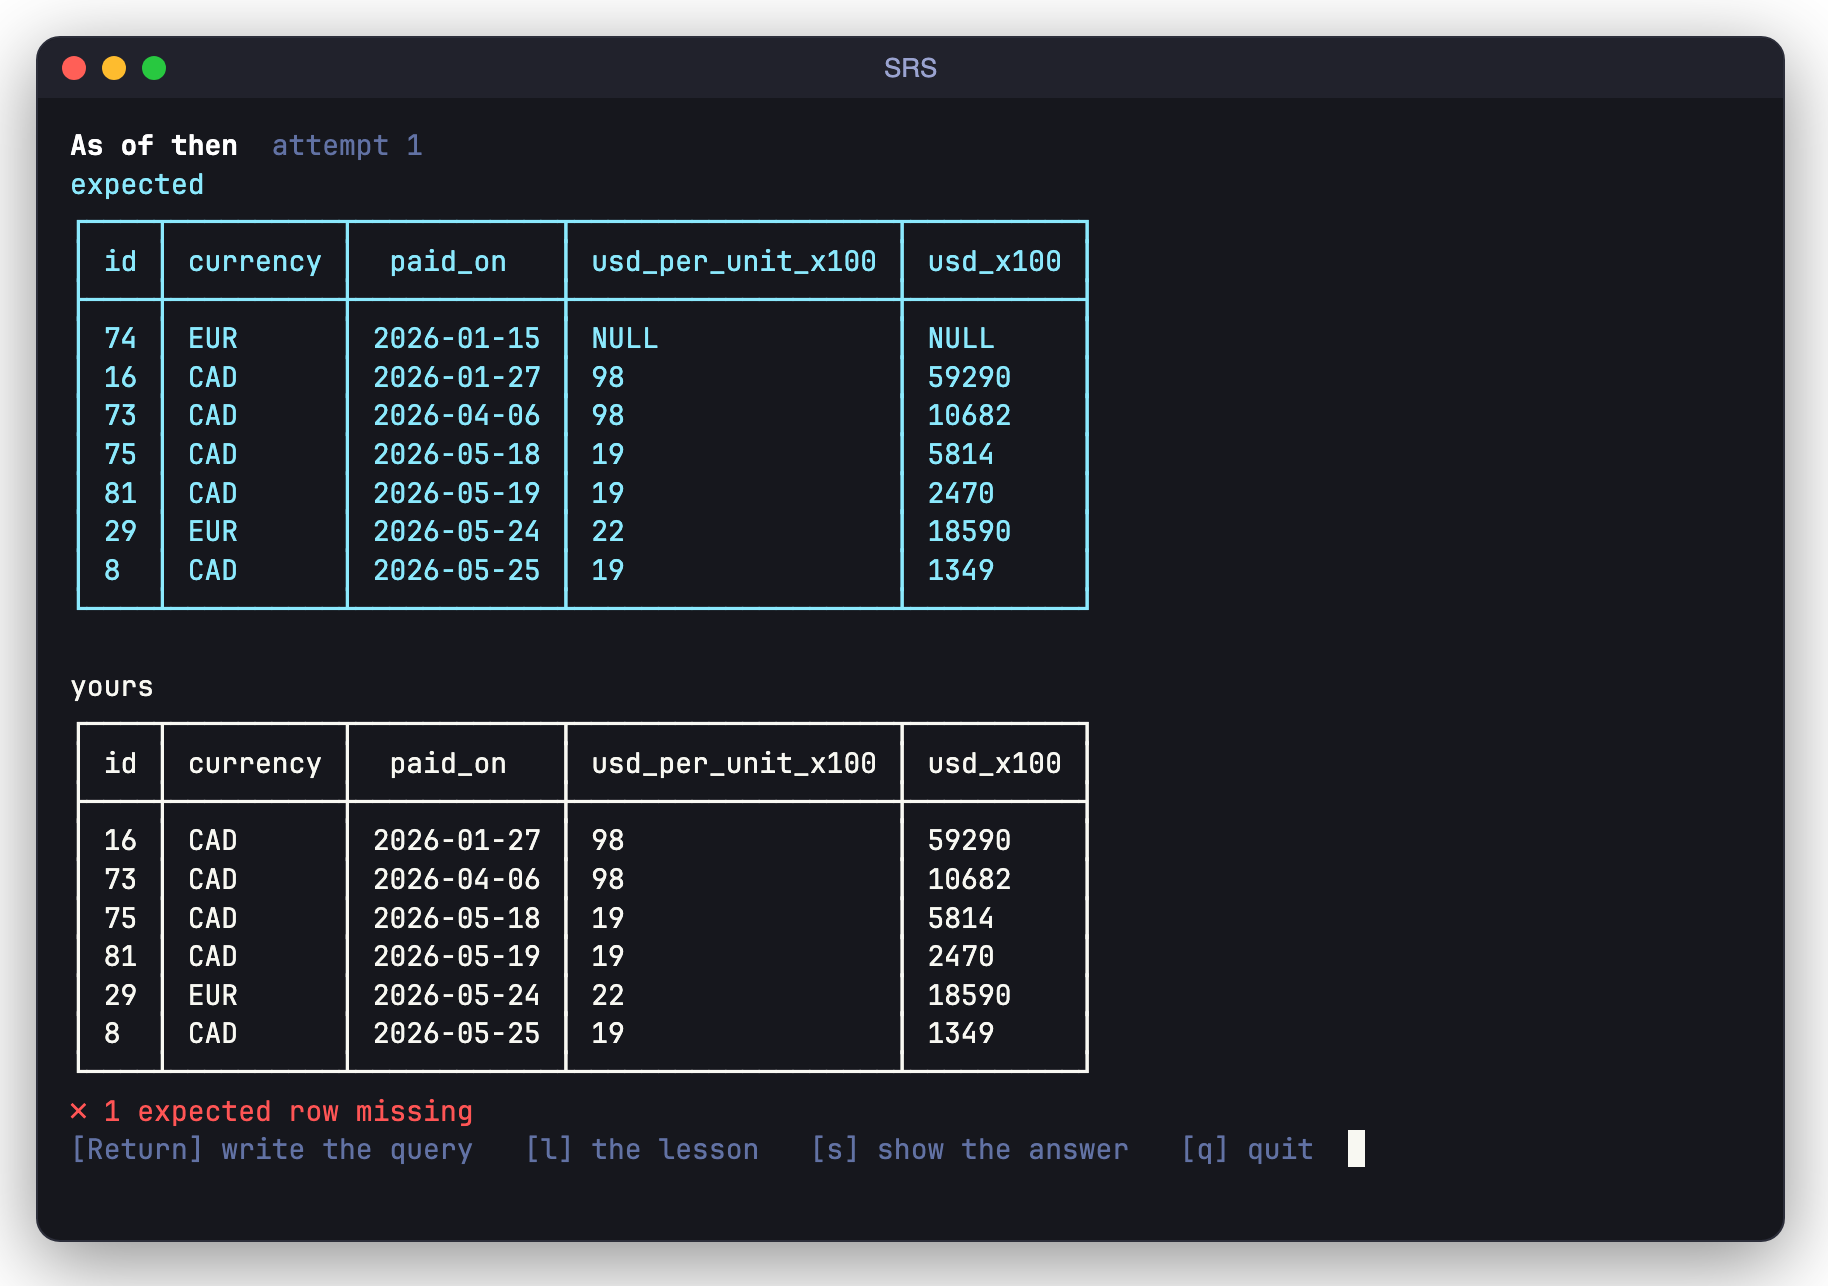 SRS
As of then  attempt 1
expected
id currency paid_on usd_per_unit_x100 usd_x100
74 EUR 2026-01-15 NULL NULL
16 CAD 2026-01-27 98 59290
73 CAD 2026-04-06 98 10682
75 CAD 2026-05-18 19 5814
81 CAD 2026-05-19 19 2470
29 EUR 2026-05-24 22 18590
8 CAD 2026-05-25 19 1349
yours
id currency paid_on usd_per_unit_x100 usd_x100
16 CAD 2026-01-27 98 59290
73 CAD 2026-04-06 98 10682
75 CAD 2026-05-18 19 5814
81 CAD 2026-05-19 19 2470
29 EUR 2026-05-24 22 18590
8 CAD 2026-05-25 19 1349
✕ 1 expected row missing
[Return] write the query   [l] the lesson   [s] show the answer   [q] quit